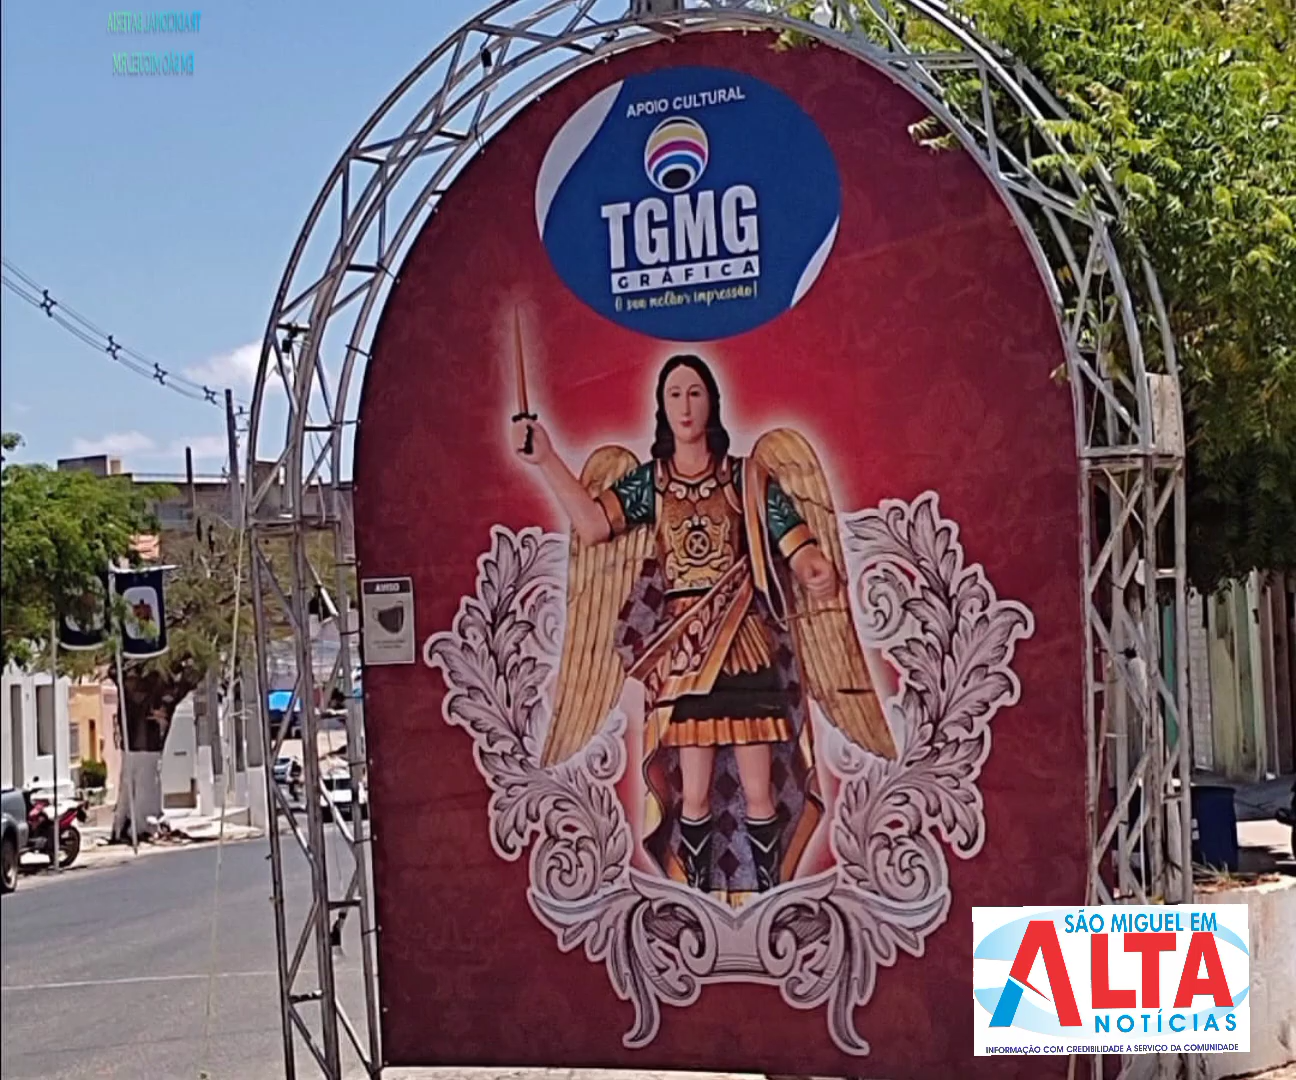 APOIO CULTURAL
TGMG
GRÁFICA
O sua melhor impressão!
AVISO
SÃO MIGUEL EM
ALTA
NOTÍCIAS
INFORMAÇÃO COM CREDIBILIDADE A SERVIÇO DA COMUNIDADE